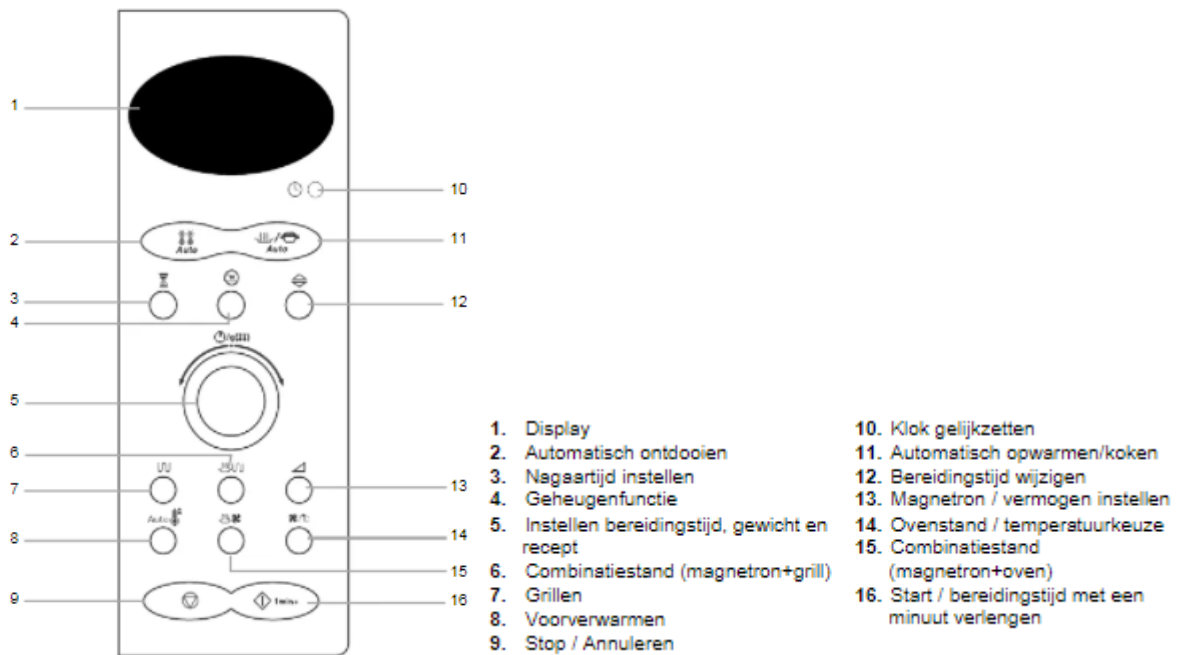 1
10
2
Auto
Auto
11
3
12
4
5
6
7
13
Auto
8
14
15
9
1min+
16
1. Display
2. Automatisch ontdooien
3. Nagaartijd instellen
4. Geheugenfunctie
5. Instellen bereidingstijd, gewicht en
recept
6. Combinatiestand (magnetron+grill)
7. Grillen
8. Voorverwarmen
9. Stop / Annuleren
10. Klok gelijkzetten
11. Automatisch opwarmen/koken
12. Bereidingstijd wijzigen
13. Magnetron / vermogen instellen
14. Ovenstand / temperatuurkeuze
15. Combinatiestand
(magnetron+oven)
16. Start / bereidingstijd met een
minuut verlengen